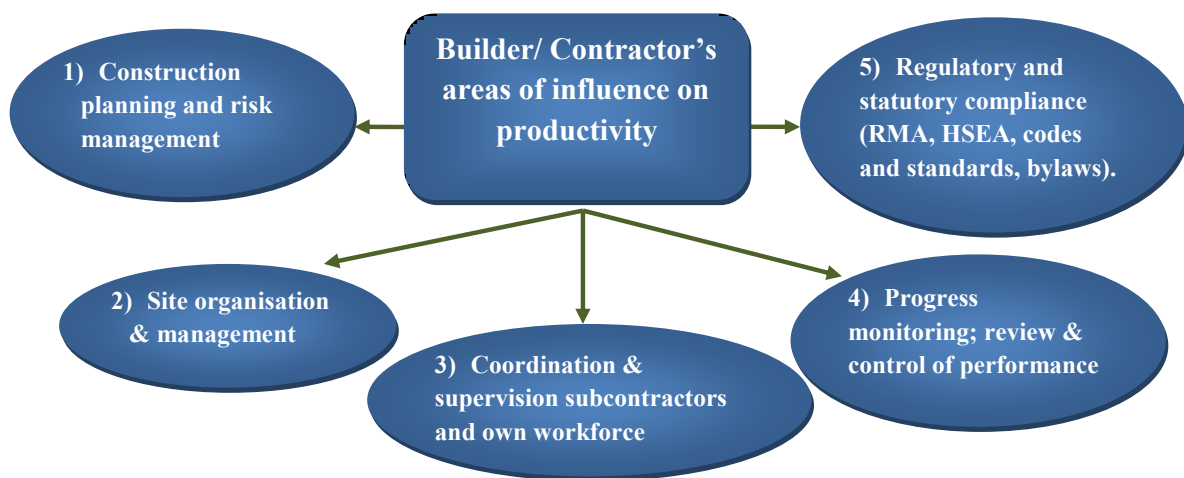 Builder/ Contractor’s
areas of influence on
productivity
1) Construction
planning and risk
management
2) Site organisation
& management
3) Coordination &
supervision subcontractors
and own workforce
4) Progress
monitoring; review &
control of performance
5) Regulatory and
statutory compliance
(RMA, HSEA, codes
and standards, bylaws).